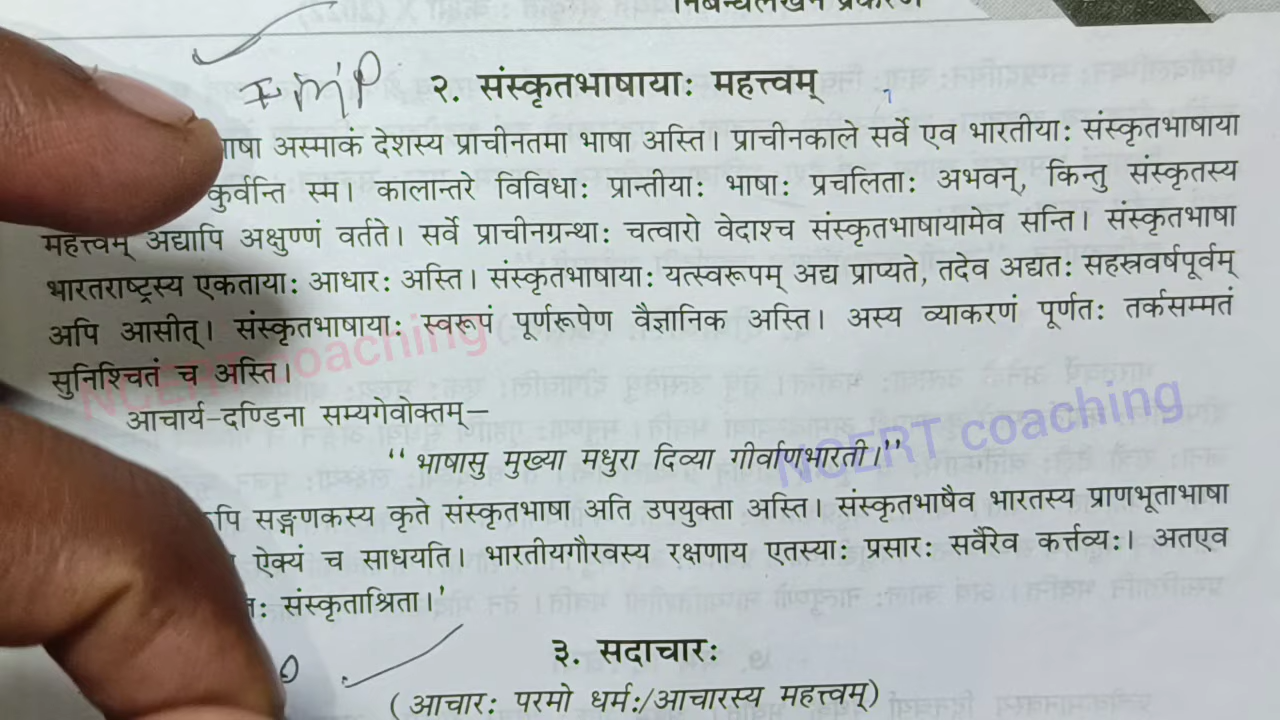 निबन्धलेखन प्रकरण
Imp
२. संस्कृतभाषायाः महत्त्वम्
भाषा अस्माकं देशस्य प्राचीनतमा भाषा अस्ति। प्राचीनकाले सर्वे एव भारतीयाः संस्कृतभाषाया
कुर्वन्ति स्म। कालान्तरे विविधाः प्रान्तीयाः भाषाः प्रचलिताः अभवन्, किन्तु संस्कृतस्य
महत्त्वम् अद्यापि अक्षुण्णं वर्तते। सर्वे प्राचीनग्रन्थाः चत्वारो वेदाश्च संस्कृतभाषायामेव सन्ति। संस्कृतभाषा
भारतराष्ट्रस्य एकतायाः आधारः अस्ति। संस्कृतभाषायाः यत्स्वरूपम् अद्य प्राप्यते, तदेव अद्यतः सहस्रवर्षपूर्वम्
अपि आसीत्। संस्कृतभाषायाः स्वरूपं पूर्णरूपेण वैज्ञानिक अस्ति। अस्य व्याकरणं पूर्णतः तर्कसम्मतं
सुनिश्चितं च अस्ति।
NCERT coaching
आचार्य-दण्डिना सम्यगेवोक्तम्–
"भाषासु मुख्या मधुरा दिव्या गीर्वाणभारती।"
NCERT coaching
पि सङ्गणकस्य कृते संस्कृतभाषा अति उपयुक्ता अस्ति। संस्कृतभाषैव भारतस्य प्राणभूताभाषा
ऐक्यं च साधयति। भारतीयगौरवस्य रक्षणाय एतस्याः प्रसारः सर्वैरेव कर्त्तव्यः। अतएव
संस्कृताश्रिता।'
३. सदाचारः
(आचारः परमो धर्मः/आचारस्य महत्त्वम्)